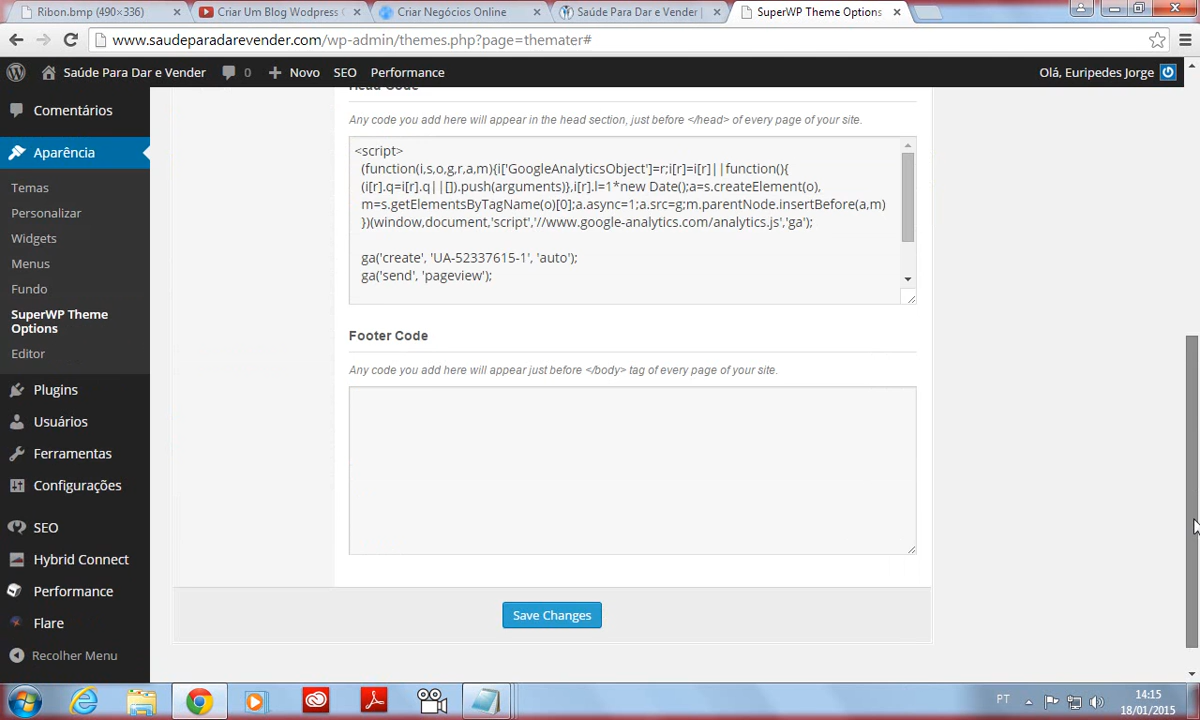 Ribon.bmp (490×336)
Criar Um Blog Wodpress
Criar Negócios Online
Saúde Para Dar e Vender |
SuperWP Theme Options
www.saudeparadarevender.com/wp-admin/themes.php?page=themater#
Saúde Para Dar e Vender
0
Novo
SEO
Performance
Olá, Euripedes Jorge
Comentários
Aparência
Temas
Personalizar
Widgets
Menus
Fundo
SuperWP Theme
Options
Editor
Plugins
Usuários
Ferramentas
Configurações
SEO
Hybrid Connect
Performance
Flare
Recolher Menu
Head Code
Any code you add here will appear in the head section, just before </head> of every page of your site.
<script>
(function(i,s,o,g,r,a,m){i['GoogleAnalyticsObject']=r;i[r]=i[r]||function(){
(i[r].q=i[r].q||[]).push(arguments)},i[r].l=1*new Date();a=s.createElement(o),
m=s.getElementsByTagName(o)[0];a.async=1;a.src=g;m.parentNode.insertBefore(a,m)
})(window,document,'script','//www.google-analytics.com/analytics.js','ga');
ga('create', 'UA-52337615-1', 'auto');
ga('send', 'pageview');
Footer Code
Any code you add here will appear just before </body> tag of every page of your site.
Save Changes
PT
14:15
18/01/2015